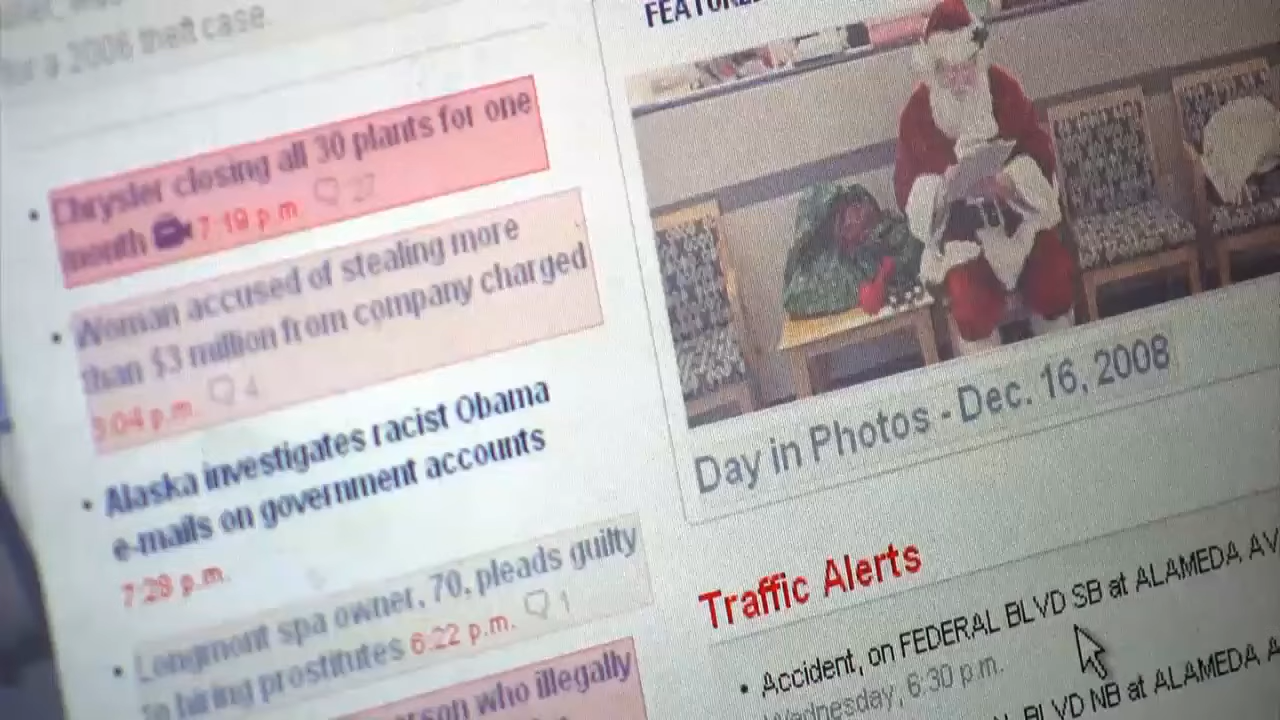 for a 2006 theft case.
Chrysler closing all 30 plants for one
month 7:19 p.m. 27
Woman accused of stealing more
than $3 million from company charged
3:04 p.m. 4
Alaska investigates racist Obama
e-mails on government accounts
7:28 p.m.
Longmont spa owner, 70, pleads guilty
to hiring prostitutes 6:22 p.m. 1
who illegally
Day in Photos - Dec. 16, 2008
Traffic Alerts
Accident, on FEDERAL BLVD SB at ALAMEDA AV
Wednesday, 6:30 p.m.
BLVD NB at ALAMEDA A